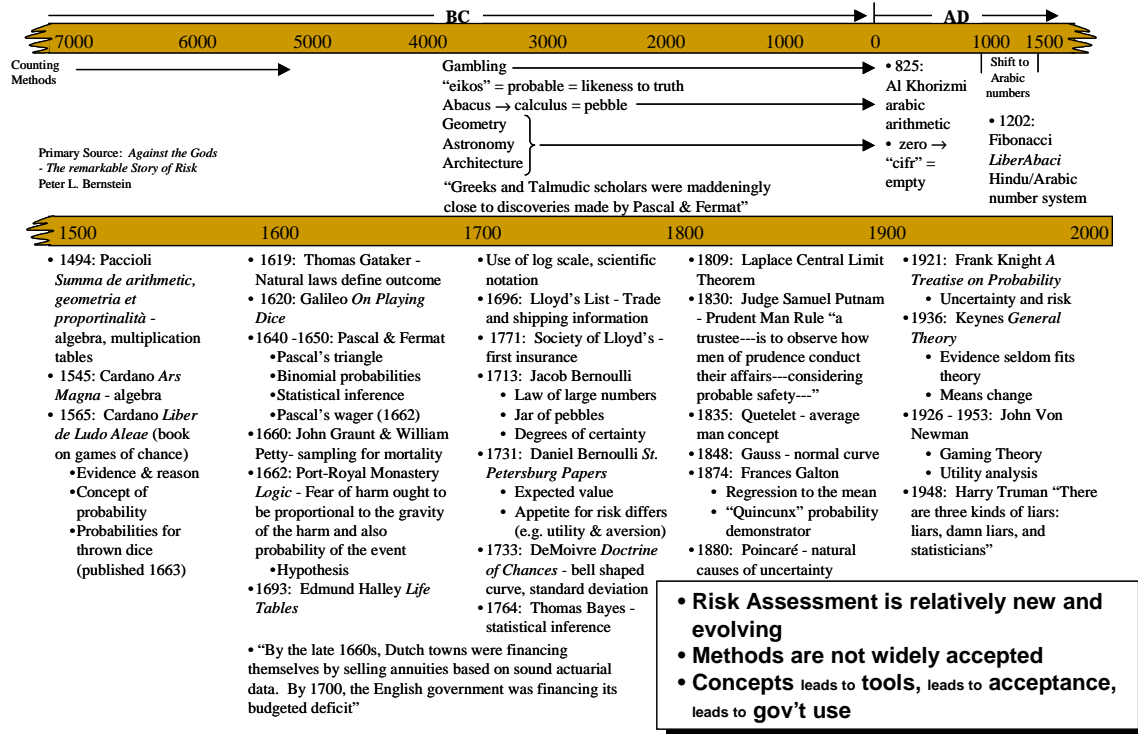 BC
AD
7000 6000 5000 4000 3000 2000 1000 0 1000 1500
Counting
Methods
Primary Source: Against the Gods
- The remarkable Story of Risk
Peter L. Bernstein
Gambling
“eikos” = probable = likeness to truth
Abacus → calculus = pebble
Geometry
Astronomy
Architecture
“Greeks and Talmudic scholars were maddeningly
close to discoveries made by Pascal & Fermat”
• 825:
Al Khorizmi
arabic
arithmetic
• zero →
“cifr” =
empty
Shift to
Arabic
numbers
• 1202:
Fibonacci
LiberAbaci
Hindu/Arabic
number system
1500 1600 1700 1800 1900 2000
• 1494: Paccioli
Summa de arithmetic,
geometria et
proportinalità -
algebra, multiplication
tables
• 1545: Cardano Ars
Magna - algebra
• 1565: Cardano Liber
de Ludo Aleae (book
on games of chance)
•Evidence & reason
•Concept of
probability
•Probabilities for
thrown dice
(published 1663)
• 1619: Thomas Gataker -
Natural laws define outcome
• 1620: Galileo On Playing
Dice
•1640 -1650: Pascal & Fermat
•Pascal’s triangle
•Binomial probabilities
•Statistical inference
•Pascal’s wager (1662)
•1660: John Graunt & William
Petty- sampling for mortality
•1662: Port-Royal Monastery
Logic - Fear of harm ought to
be proportional to the gravity
of the harm and also
probability of the event
•Hypothesis
•1693: Edmund Halley Life
Tables
• “By the late 1660s, Dutch towns were financing
themselves by selling annuities based on sound actuarial
data. By 1700, the English government was financing its
budgeted deficit”
•Use of log scale, scientific
notation
•1696: Lloyd’s List - Trade
and shipping information
• 1771: Society of Lloyd’s -
first insurance
•1713: Jacob Bernoulli
• Law of large numbers
• Jar of pebbles
• Degrees of certainty
•1731: Daniel Bernoulli St.
Petersburg Papers
• Expected value
• Appetite for risk differs
(e.g. utility & aversion)
•1733: DeMoivre Doctrine
of Chances - bell shaped
curve, standard deviation
•1764: Thomas Bayes -
statistical inference
•1809: Laplace Central Limit
Theorem
•1830: Judge Samuel Putnam
- Prudent Man Rule “a
trustee---is to observe how
men of prudence conduct
their affairs---considering
probable safety---”
•1835: Quetelet - average
man concept
•1848: Gauss - normal curve
•1874: Frances Galton
• Regression to the mean
• “Quincunx” probability
demonstrator
•1880: Poincaré - natural
causes of uncertainty
•1921: Frank Knight A
Treatise on Probability
• Uncertainty and risk
•1936: Keynes General
Theory
• Evidence seldom fits
theory
• Means change
•1926 - 1953: John Von
Newman
• Gaming Theory
• Utility analysis
•1948: Harry Truman “There
are three kinds of liars:
liars, damn liars, and
statisticians”
• Risk Assessment is relatively new and
evolving
• Methods are not widely accepted
• Concepts leads to tools, leads to acceptance,
leads to gov’t use